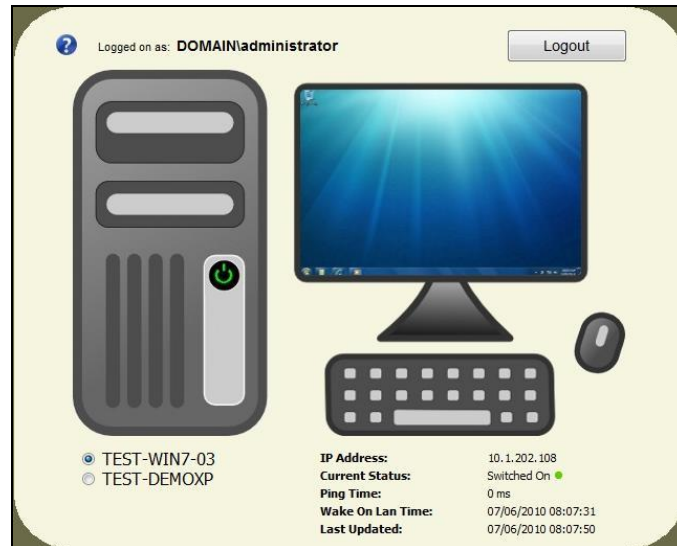 Logged on as: DOMAIN\administrator
Logout
TEST-WIN7-03
TEST-DEMOXP
IP Address: 10.1.202.108
Current Status: Switched On
Ping Time: 0 ms
Wake On Lan Time: 07/06/2010 08:07:31
Last Updated: 07/06/2010 08:07:50